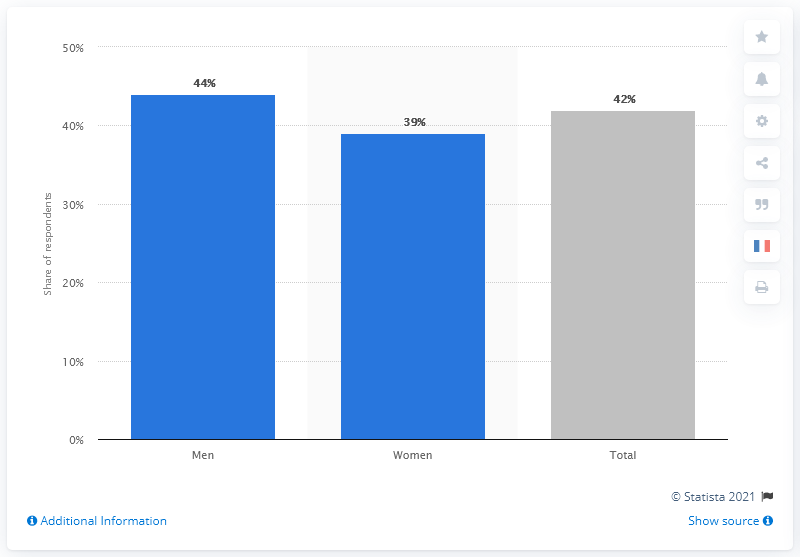 50%
40%
30%
20%
10%
0%
Share of respondents
44%
39%
42%
Men
Women
Total
© Statista 2021
Additional Information
Show source